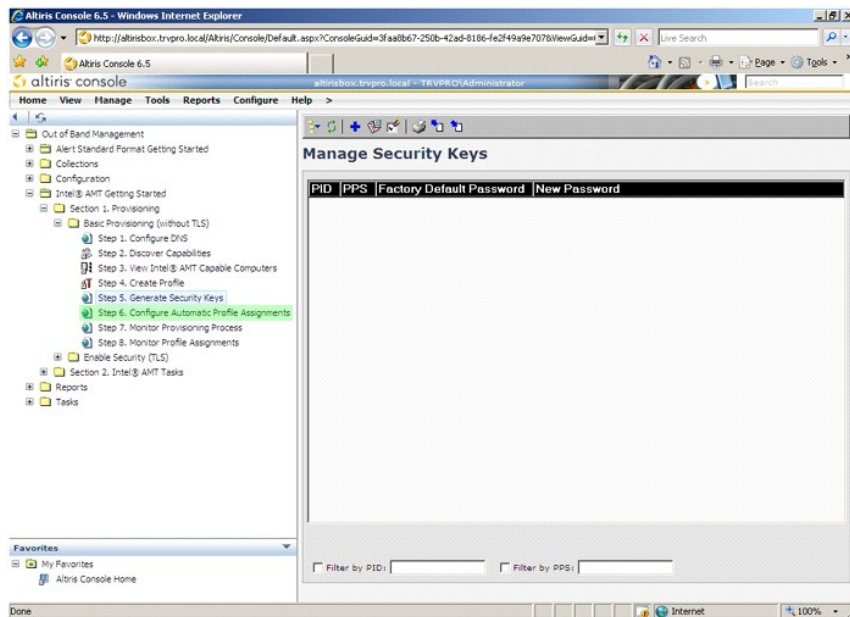 Altiris Console 6.5 - Windows Internet Explorer
http://altirisbox.trvpro.local/Altiris/Console/Default.aspx?ConsoleGuid=3faa8b67-250b-42ad-8186-fe2f49a9e707&ViewGuid=
Live Search
Altiris Console 6.5
Page
Tools
altiris console
altirisbox.trvpro.local - TRVPRO\Administrator
Search
Home View Manage Tools Reports Configure Help >
Out of Band Management
Alert Standard Format Getting Started
Collections
Configuration
Intel® AMT Getting Started
Section 1. Provisioning
Basic Provisioning (without TLS)
Step 1. Configure DNS
Step 2. Discover Capabilities
Step 3. View Intel® AMT Capable Computers
Step 4. Create Profile
Step 5. Generate Security Keys
Step 6. Configure Automatic Profile Assignments
Step 7. Monitor Provisioning Process
Step 8. Monitor Profile Assignments
Enable Security (TLS)
Section 2. Intel® AMT Tasks
Reports
Tasks
Manage Security Keys
PID PPS Factory Default Password New Password
Filter by PID:
Filter by PPS:
Favorites
My Favorites
Altiris Console Home
Done
Internet
100%